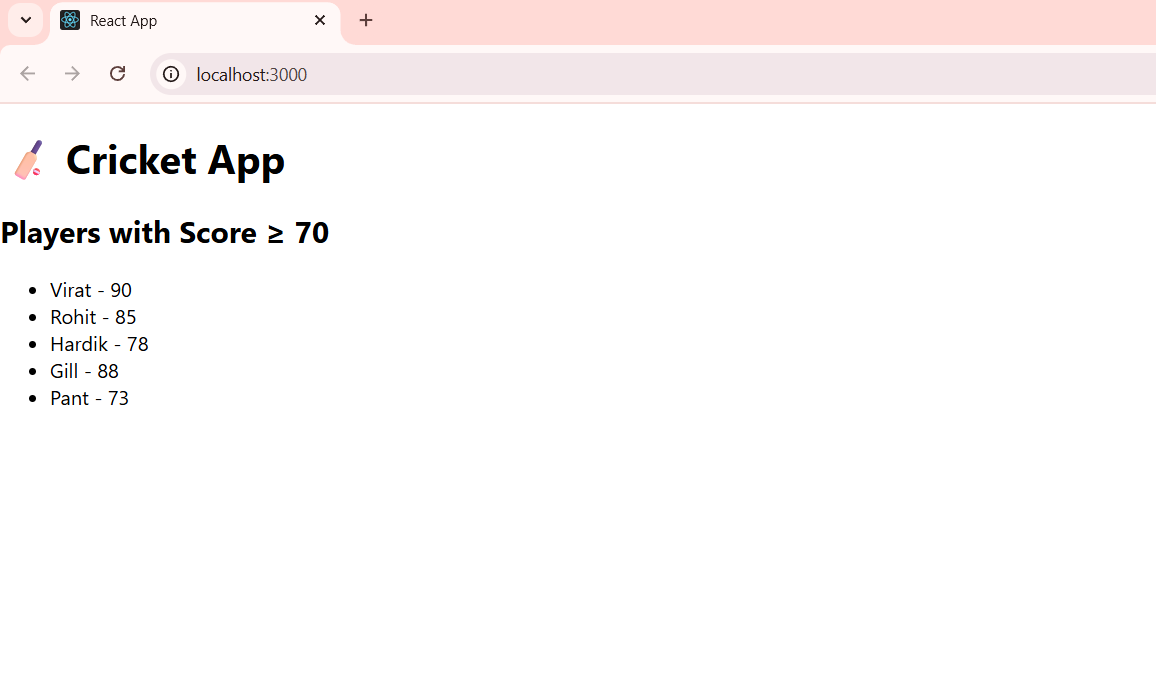 React App
localhost:3000
Cricket App
Players with Score ≥ 70
Virat - 90
Rohit - 85
Hardik - 78
Gill - 88
Pant - 73